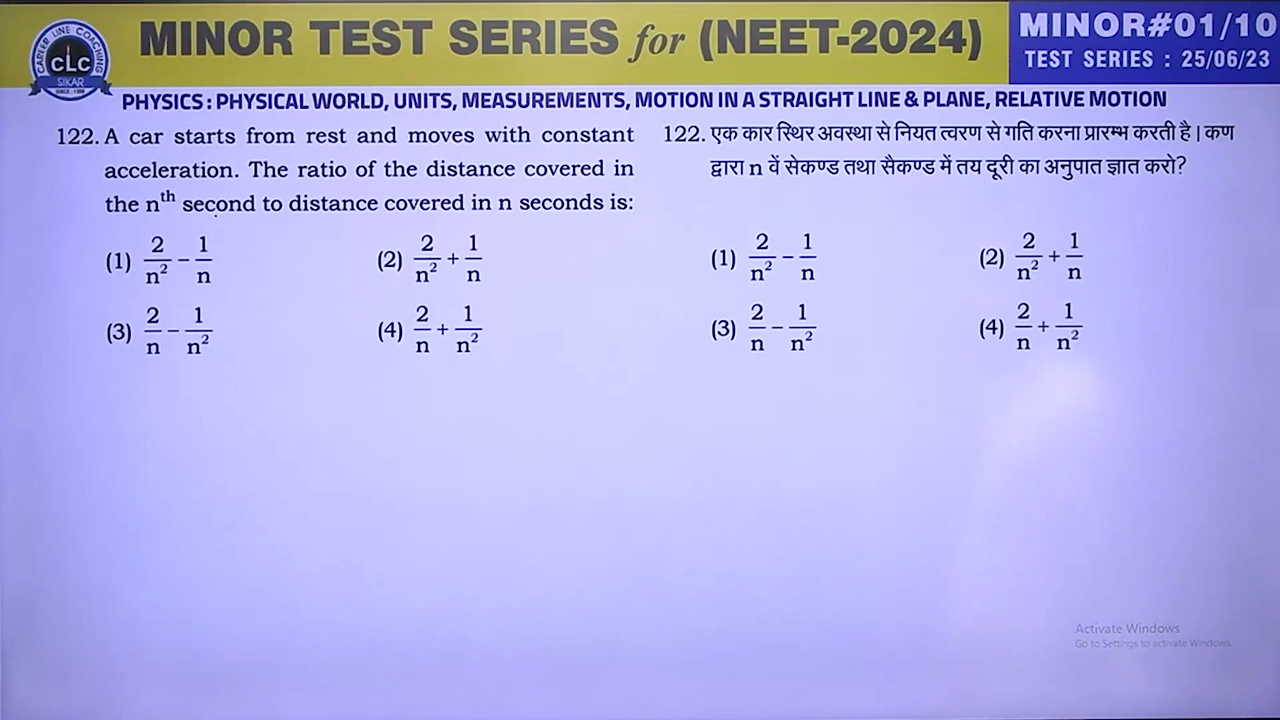 CAREER LINE COACHING
CLC
SIKAR
MINOR TEST SERIES for (NEET-2024)
MINOR#01/10
TEST SERIES : 25/06/23
PHYSICS : PHYSICAL WORLD, UNITS, MEASUREMENTS, MOTION IN A STRAIGHT LINE & PLANE, RELATIVE MOTION
122. A car starts from rest and moves with constant
acceleration. The ratio of the distance covered in
the nth second to distance covered in n seconds is:
(1) 2/n² − 1/n (2) 2/n² + 1/n
(3) 2/n − 1/n² (4) 2/n + 1/n²
122. एक कार स्थिर अवस्था से नियत त्वरण से गति करना प्रारम्भ करती है। कण
द्वारा n वें सेकण्ड तथा सैकण्ड में तय दूरी का अनुपात ज्ञात करो?
(1) 2/n² − 1/n (2) 2/n² + 1/n
(3) 2/n − 1/n² (4) 2/n + 1/n²
Activate Windows
Go to Settings to activate Windows.